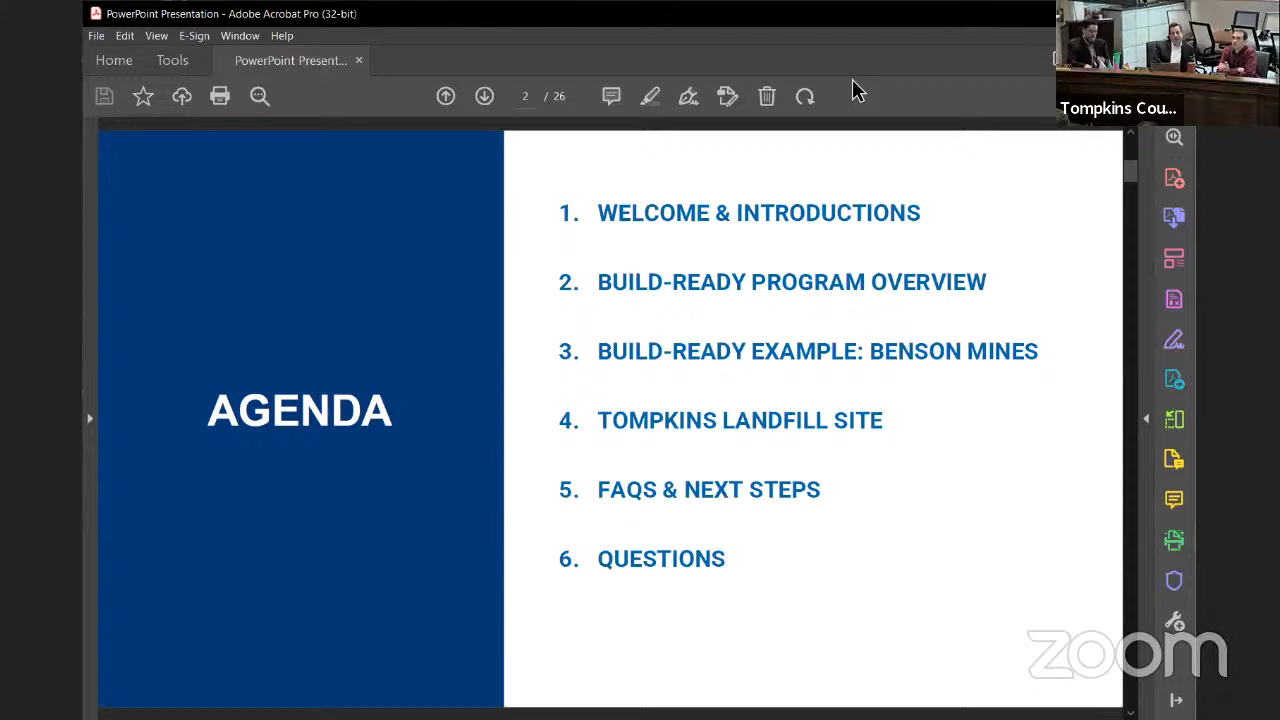 PowerPoint Presentation - Adobe Acrobat Pro (32-bit)
File Edit View E-Sign Window Help
Home Tools PowerPoint Present... ×
2 / 26
Tompkins Cou...
AGENDA
1. WELCOME & INTRODUCTIONS
2. BUILD-READY PROGRAM OVERVIEW
3. BUILD-READY EXAMPLE: BENSON MINES
4. TOMPKINS LANDFILL SITE
5. FAQS & NEXT STEPS
6. QUESTIONS
zoom